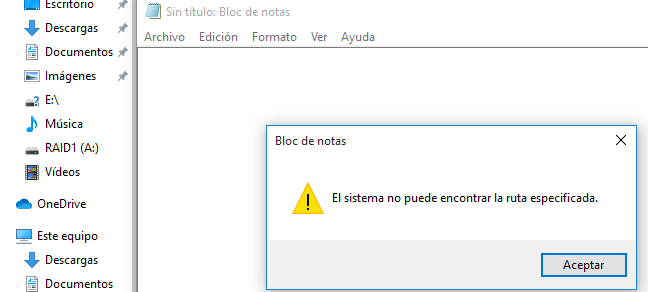 Escritorio
Descargas
Documentos
Imágenes
E:\
Música
RAID1 (A:)
Vídeos
OneDrive
Este equipo
Descargas
Documentos
Sin título: Bloc de notas
Archivo Edición Formato Ver Ayuda
Bloc de notas
El sistema no puede encontrar la ruta especificada.
Aceptar